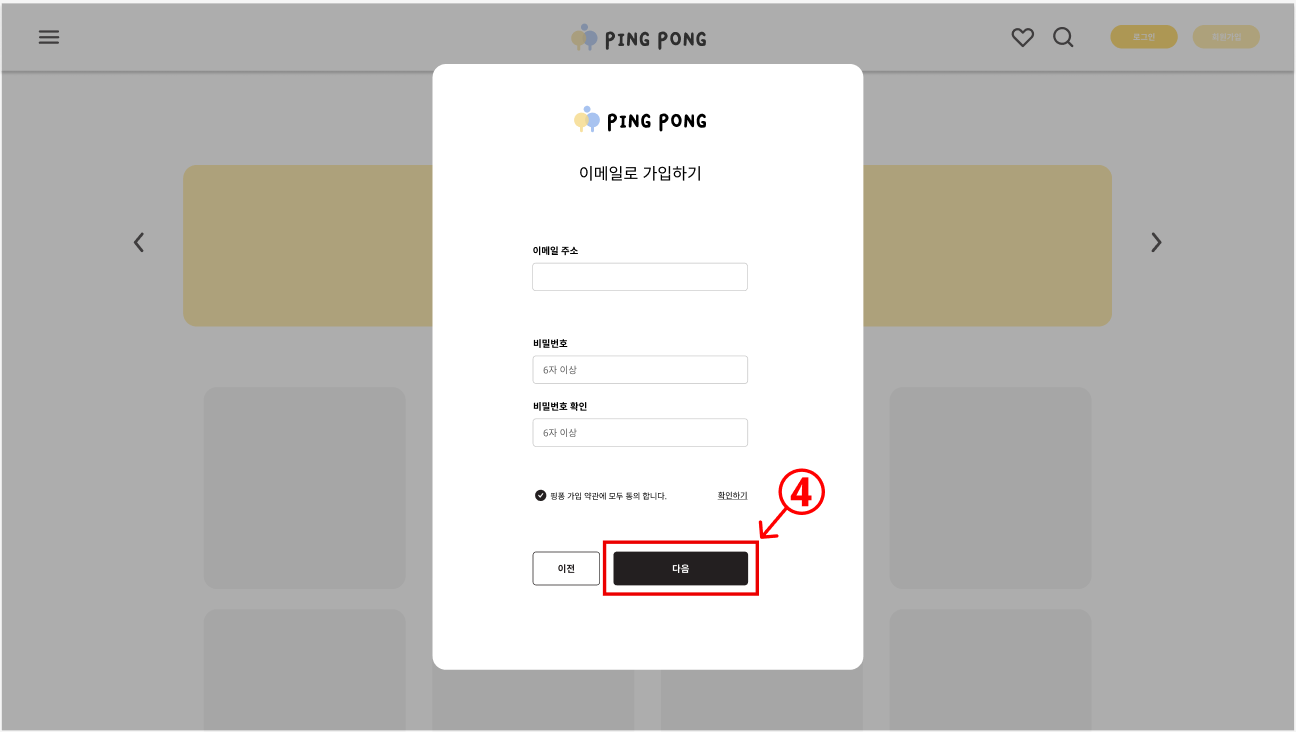 PING PONG
로그인
회원가입
PING PONG
이메일로 가입하기
이메일 주소
비밀번호
6자 이상
비밀번호 확인
6자 이상
핑퐁 가입 약관에 모두 동의 합니다.
확인하기
4
이전
다음